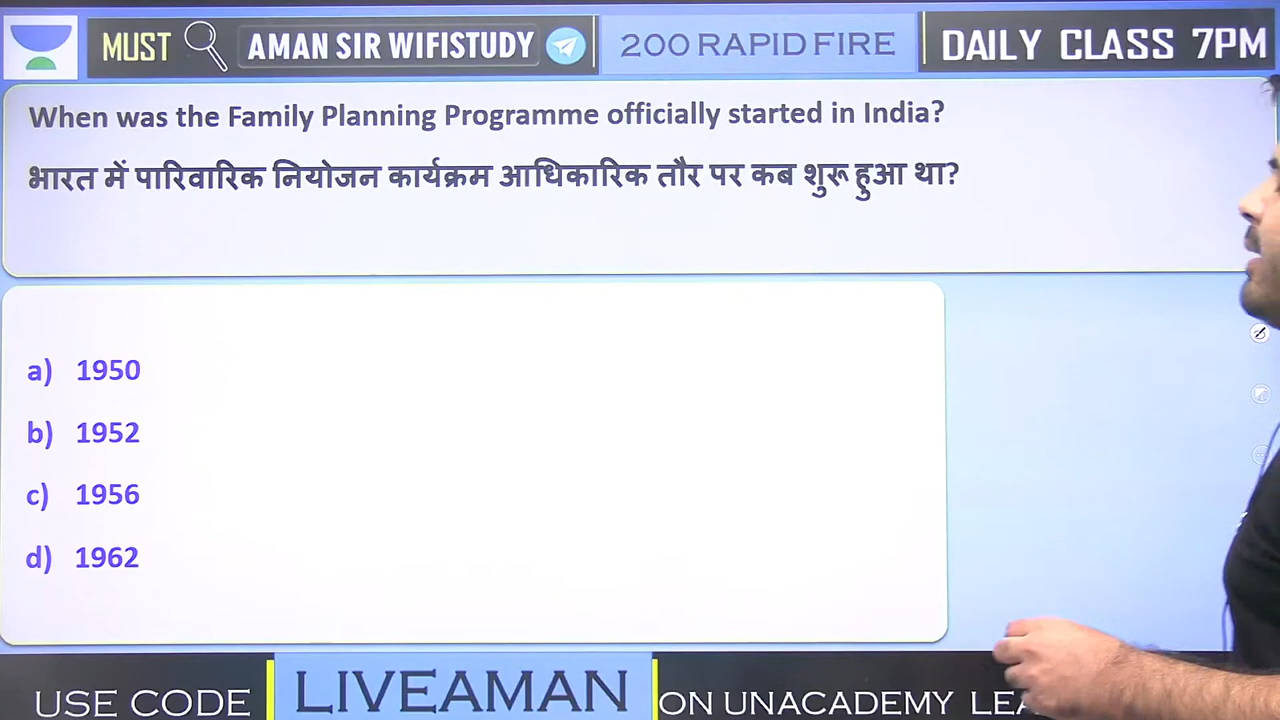 MUST AMAN SIR WIFISTUDY 200 RAPID FIRE DAILY CLASS 7PM
When was the Family Planning Programme officially started in India?
भारत में पारिवारिक नियोजन कार्यक्रम आधिकारिक तौर पर कब शुरू हुआ था?
a) 1950
b) 1952
c) 1956
d) 1962
USE CODE LIVEAMAN ON UNACADEMY